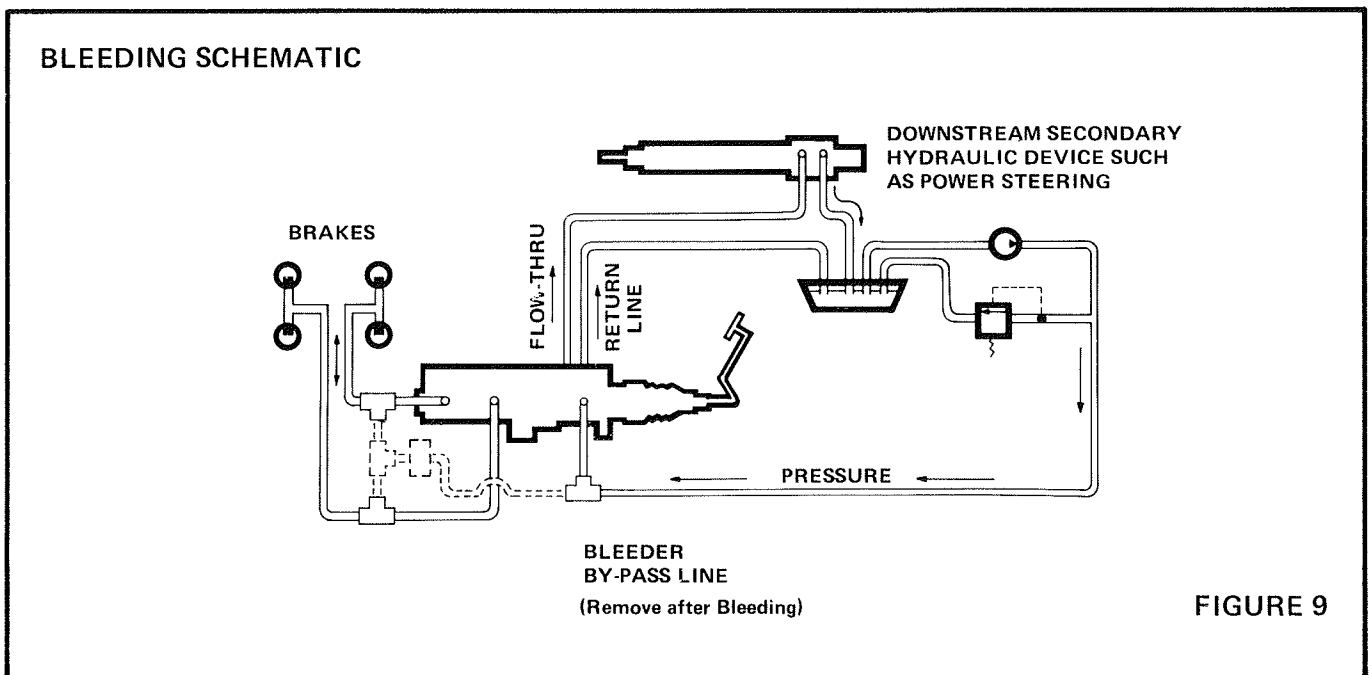 BLEEDING SCHEMATIC
DOWNSTREAM SECONDARY
HYDRAULIC DEVICE SUCH
AS POWER STEERING
BRAKES
FLOW-THRU
RETURN
LINE
PRESSURE
BLEEDER
BY-PASS LINE
(Remove after Bleeding)
FIGURE 9